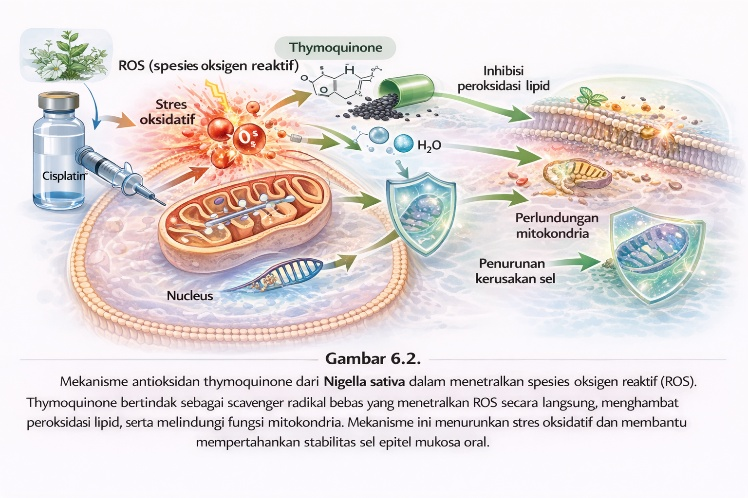 Thymoquinone
ROS (spesies oksigen reaktif)
Inhibisi
peroksidasi lipid
Stres
oksidatif
H₂O
Cisplatin
Perlundungan
mitokondria
Penurunan
kerusakan sel
Nucleus
Gambar 6.2.
Mekanisme antioksidan thymoquinone dari Nigella sativa dalam menetralkan spesies oksigen reaktif (ROS).
Thymoquinone bertindak sebagai scavenger radikal bebas yang menetralkan ROS secara langsung, menghambat
peroksidasi lipid, serta melindungi fungsi mitokondria. Mekanisme ini menurunkan stres oksidatif dan membantu
mempertahankan stabilitas sel epitel mukosa oral.